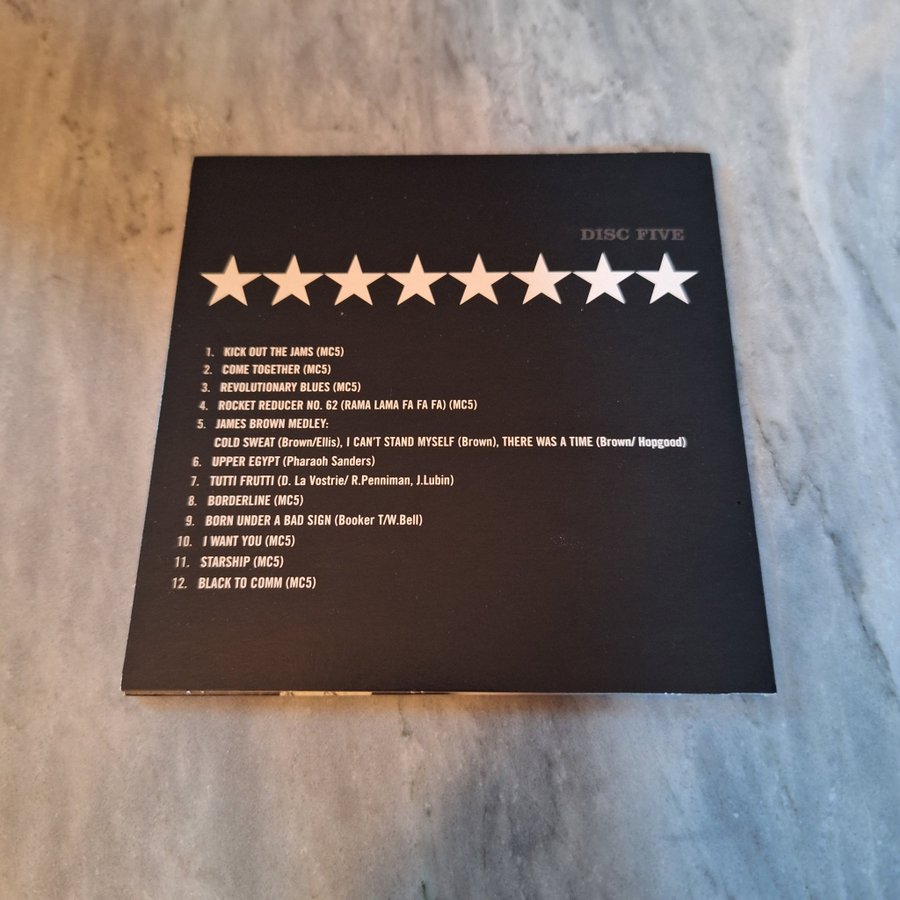 DISC FIVE
1. KICK OUT THE JAMS (MC5)
2. COME TOGETHER (MC5)
3. REVOLUTIONARY BLUES (MC5)
4. ROCKET REDUCER NO. 62 (RAMA LAMA FA FA FA) (MC5)
5. JAMES BROWN MEDLEY:
COLD SWEAT (Brown/Ellis), I CAN'T STAND MYSELF (Brown), THERE WAS A TIME (Brown/ Hopgood)
6. UPPER EGYPT (Pharaoh Sanders)
7. TUTTI FRUTTI (D. La Vostrie/ R.Penniman, J.Lubin)
8. BORDERLINE (MC5)
9. BORN UNDER A BAD SIGN (Booker T/W.Bell)
10. I WANT YOU (MC5)
11. STARSHIP (MC5)
12. BLACK TO COMM (MC5)